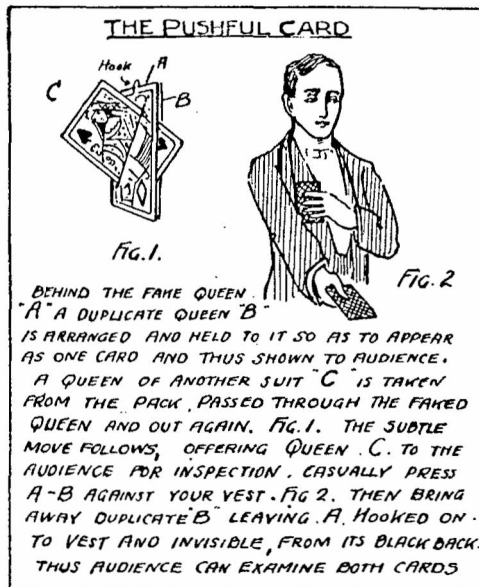 THE PUSHFUL CARD
Hook
A
B
C
FIG. 1.
FIG. 2
BEHIND THE FAKE QUEEN
"A" A DUPLICATE QUEEN "B"
IS ARRANGED AND HELD TO IT SO AS TO APPEAR
AS ONE CARD AND THUS SHOWN TO AUDIENCE.
A QUEEN OF ANOTHER SUIT "C" IS TAKEN
FROM THE PACK, PASSED THROUGH THE FAKED
QUEEN AND OUT AGAIN. FIG. 1. THE SUBTLE
MOVE FOLLOWS, OFFERING QUEEN. C. TO THE
AUDIENCE FOR INSPECTION. CASUALLY PRESS
A-B AGAINST YOUR VEST. FIG 2. THEN BRING
AWAY DUPLICATE "B" LEAVING. A. HOOKED ON
TO VEST AND INVISIBLE, FROM ITS BLACK BACK.
THUS AUDIENCE CAN EXAMINE BOTH CARDS